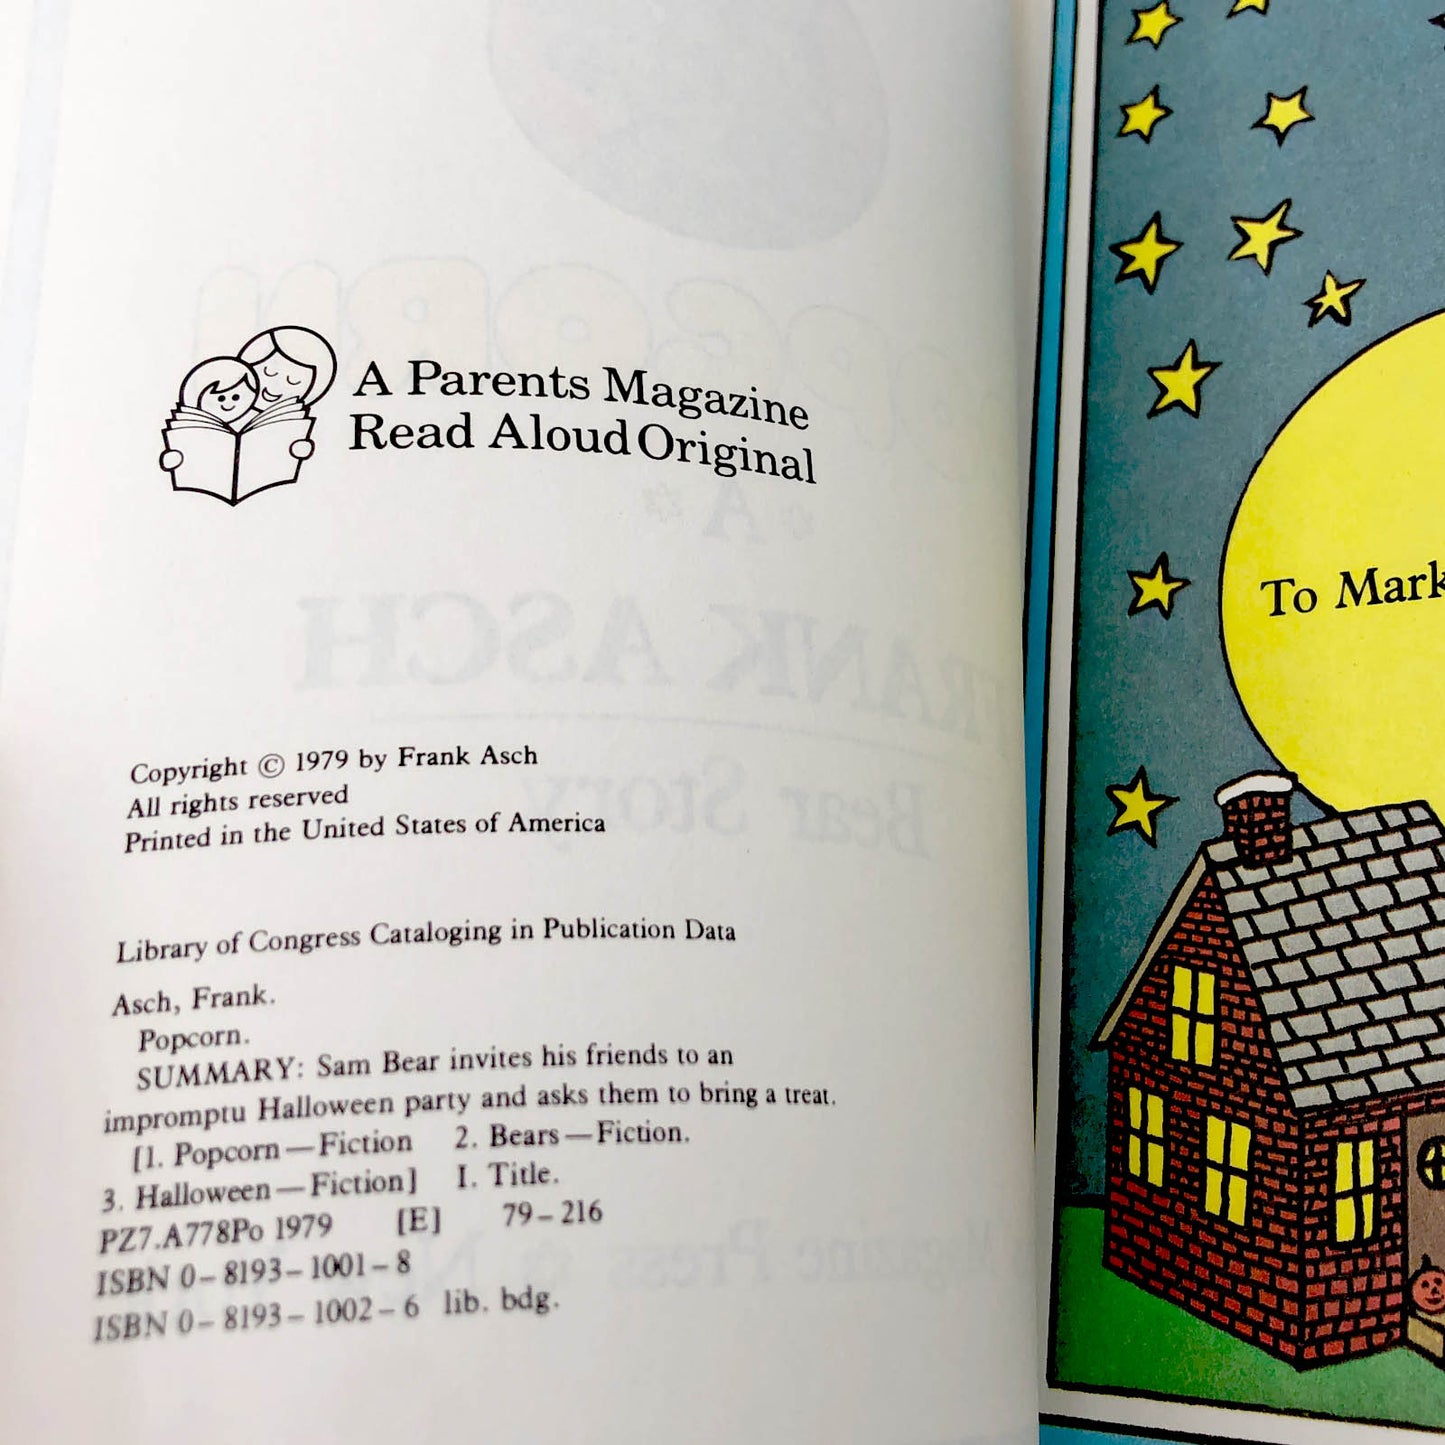 A Parents Magazine
Read Aloud Original
Copyright © 1979 by Frank Asch
All rights reserved
Printed in the United States of America
Library of Congress Cataloging in Publication Data
Asch, Frank.
Popcorn.
SUMMARY: Sam Bear invites his friends to an
impromptu Halloween party and asks them to bring a treat.
[1. Popcorn — Fiction 2. Bears — Fiction.
3. Halloween — Fiction] I. Title.
PZ7.A778Po 1979 [E] 79 – 216
ISBN 0 – 8193 – 1001 – 8
ISBN 0 – 8193 – 1002 – 6 lib. bdg.
To Mark